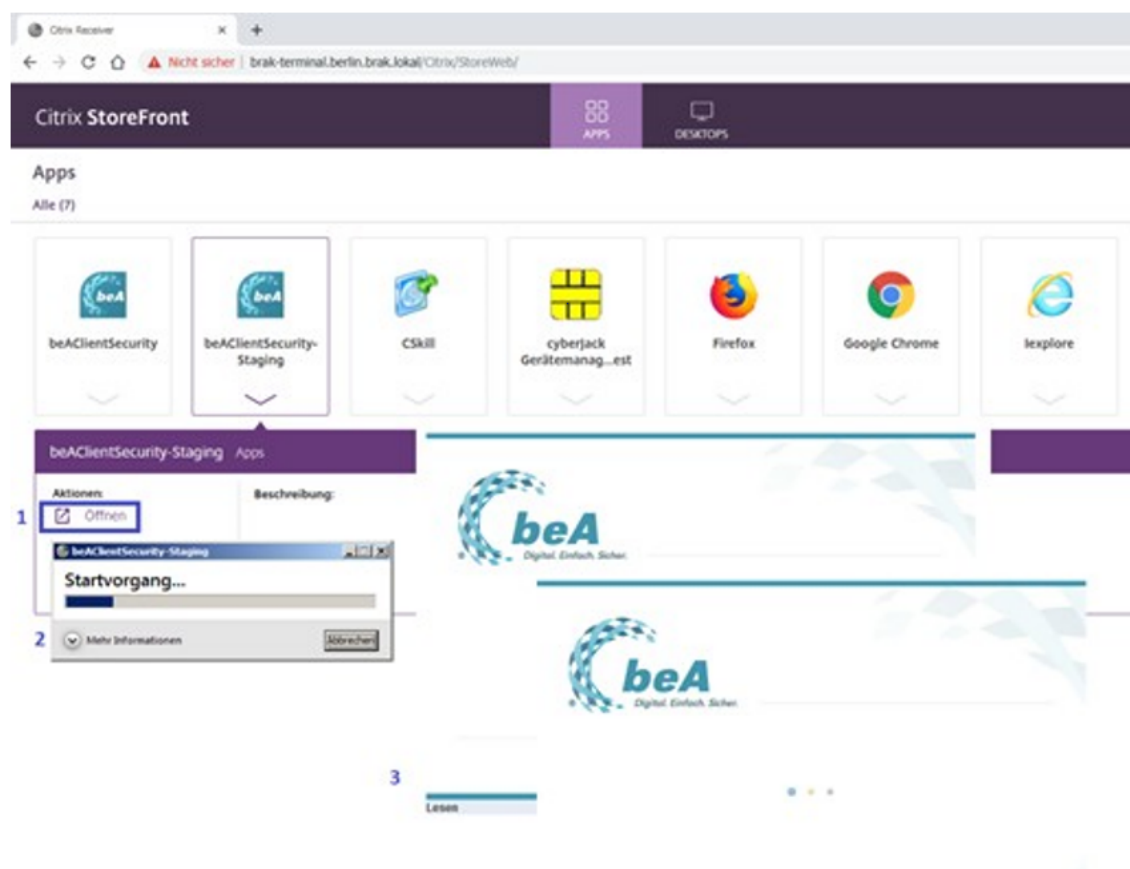 Citrix Receiver
Nicht sicher | brak-terminal.berlin.brak.lokal/Citrix/StoreWeb/
Citrix StoreFront
APPS
DESKTOPS
Apps
Alle (7)
beA
beA
beAClientSecurity
beAClientSecurity-
Staging
CSkill
cyberJack
Gerätemanag...est
Firefox
Google Chrome
Iexplore
beAClientSecurity-Staging Apps
Aktionen:
Beschreibung:
1
Öffnen
beAClientSecurity-Staging
Startvorgang...
2
Mehr Informationen
Abbrechen
beA
Digital. Einfach. Sicher.
beA
Digital. Einfach. Sicher.
3
Lesen